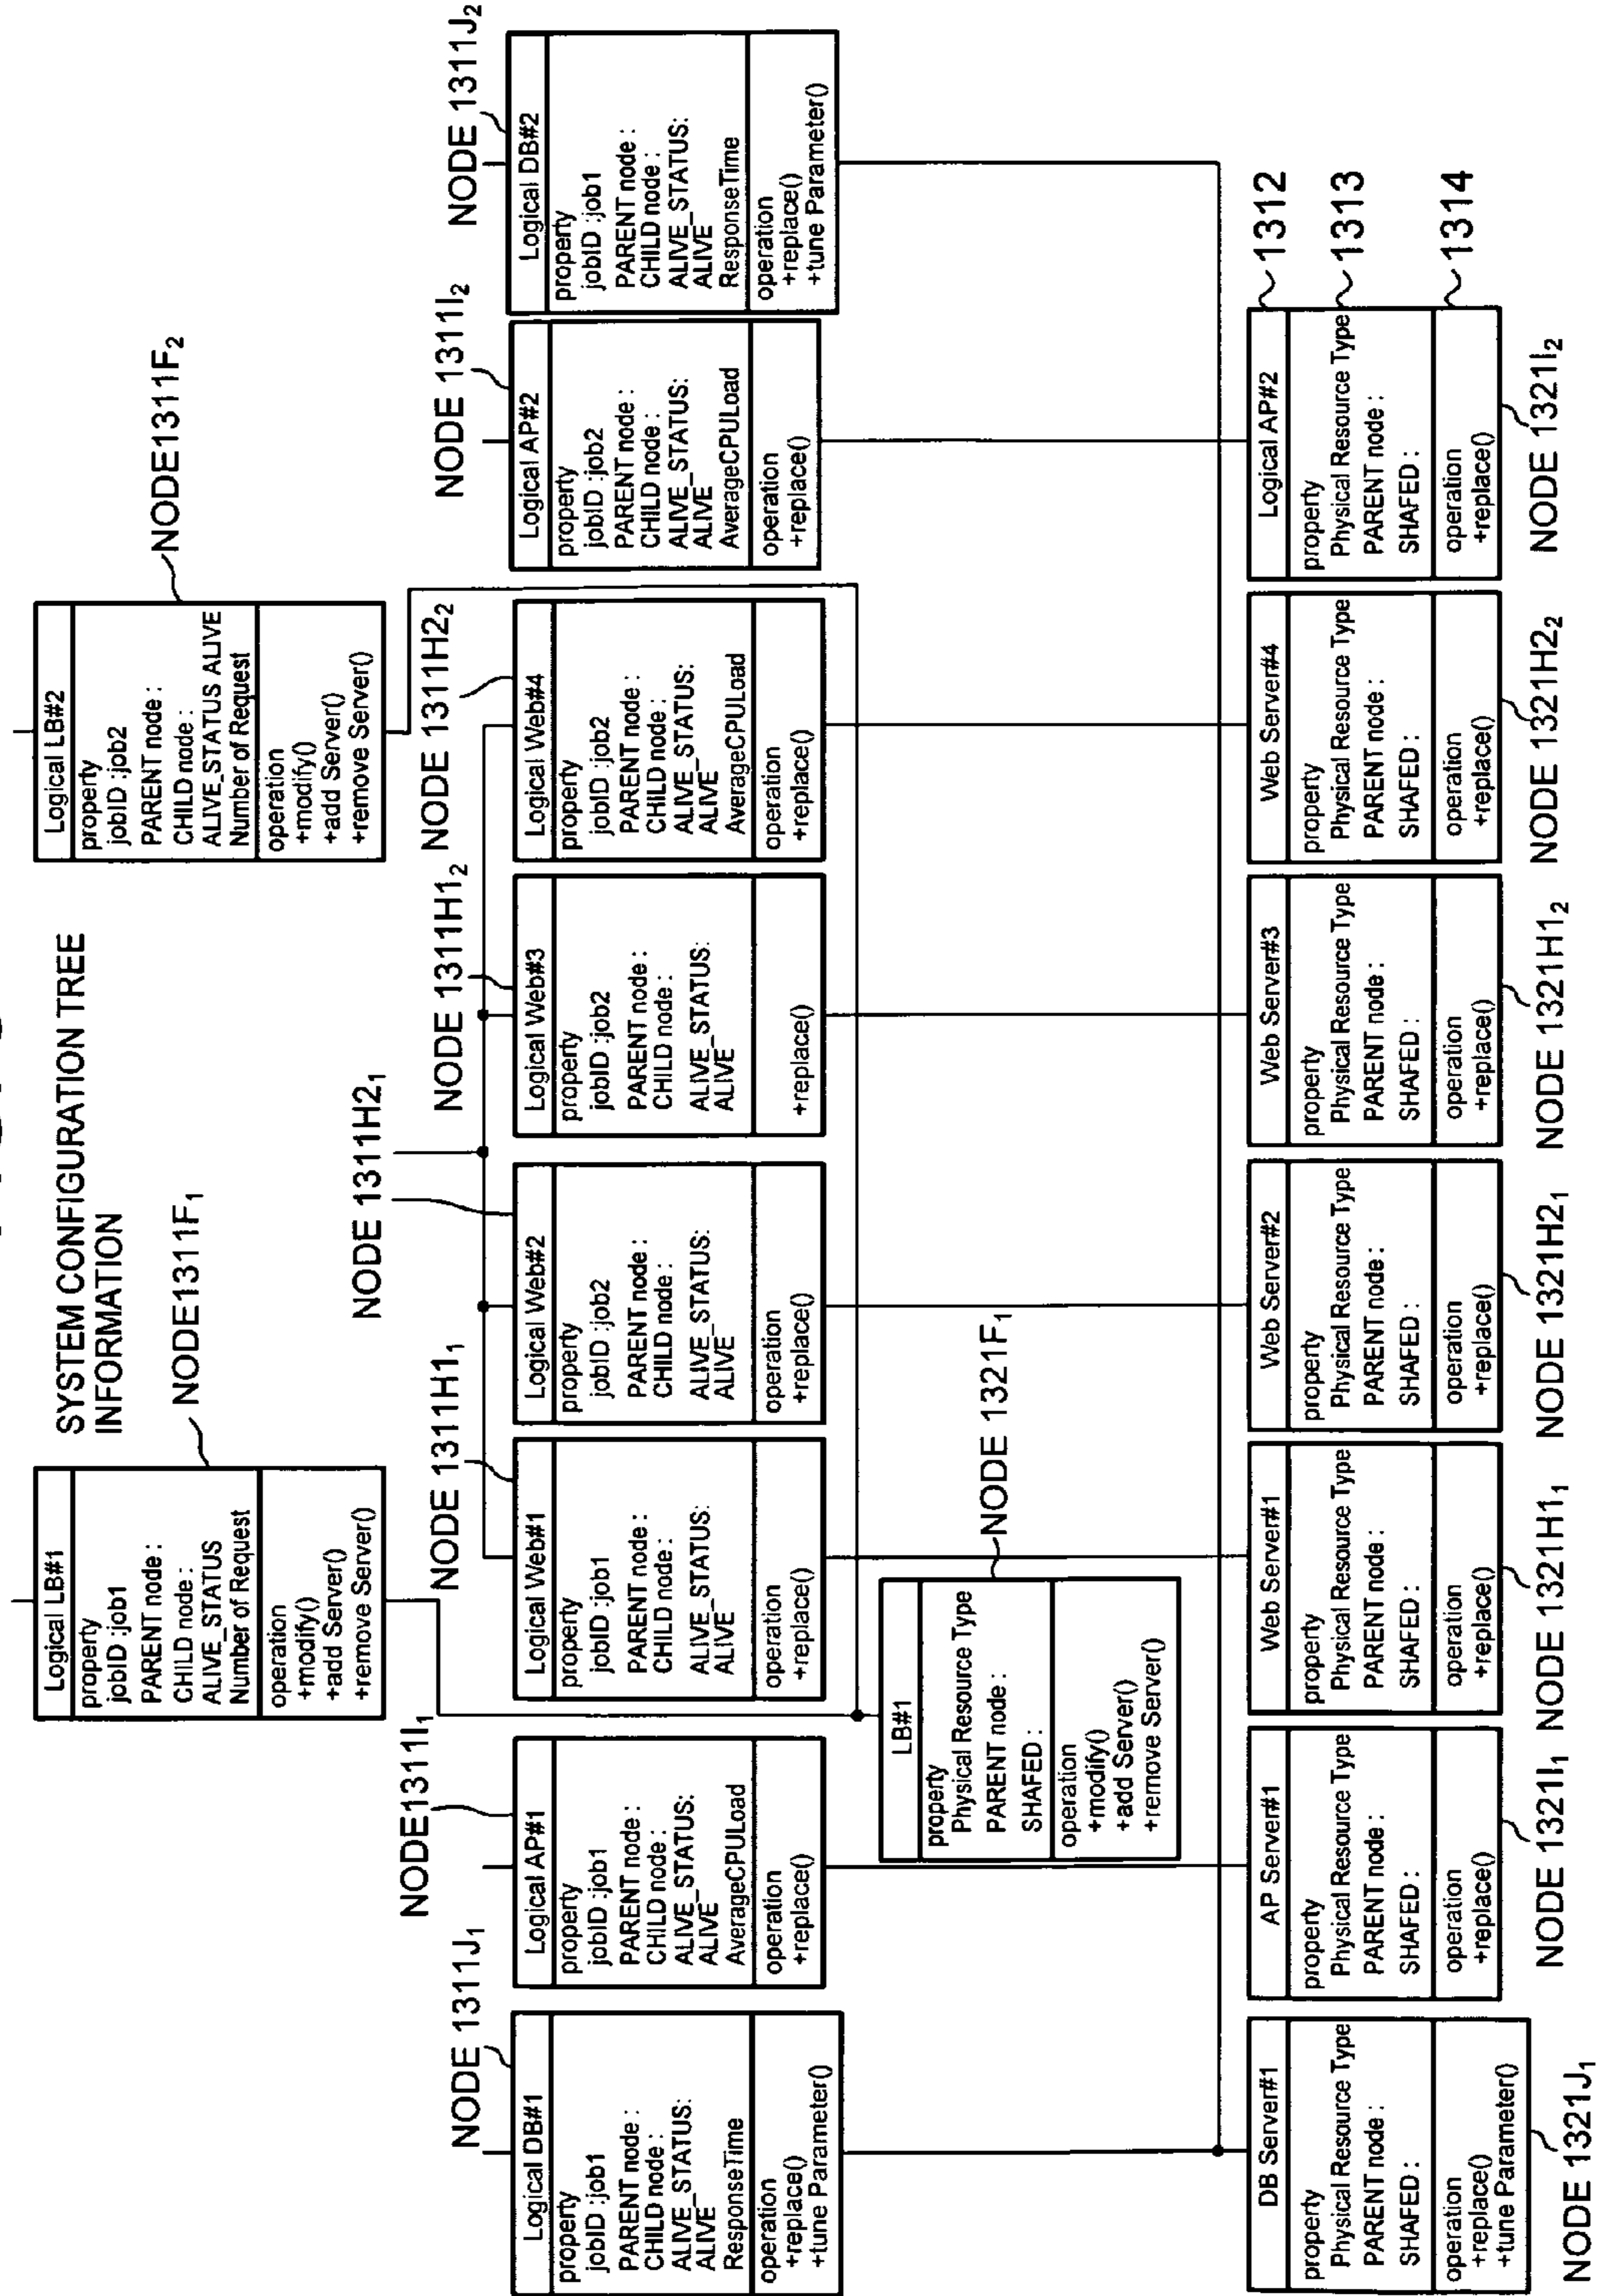 SYSTEM CONFIGURATION TREE
INFORMATION
NODE1311F1
NODE1311F2
Logical LB#1
property
jobID :job1
PARENT node :
CHILD node :
ALIVE_STATUS
Number of Request
operation
+modify()
+add Server()
+remove Server()
Logical LB#2
property
jobID :job2
PARENT node :
CHILD node :
ALIVE_STATUS ALIVE
Number of Request
operation
+modify()
+add Server()
+remove Server()
NODE 1311J1
Logical DB#1
property
jobID :job1
PARENT node :
CHILD node :
ALIVE_STATUS:
ALIVE
ResponseTime
operation
+replace()
+tune Parameter()
NODE1311I1
Logical AP#1
property
jobID :job1
PARENT node :
CHILD node :
ALIVE_STATUS:
ALIVE
AverageCPULoad
operation
+replace()
NODE 1311H11
Logical Web#1
property
jobID :job1
PARENT node :
CHILD node :
ALIVE_STATUS:
ALIVE
operation
+replace()
NODE 1311H21
Logical Web#2
property
jobID :job2
PARENT node :
CHILD node :
ALIVE_STATUS:
ALIVE
operation
+replace()
NODE 1311H12
Logical Web#3
property
jobID :job2
PARENT node :
CHILD node :
ALIVE_STATUS:
ALIVE
+replace()
NODE 1311H22
Logical Web#4
property
jobID :job2
PARENT node :
CHILD node :
ALIVE_STATUS:
ALIVE
AverageCPULoad
operation
+replace()
NODE 1311I2
Logical AP#2
property
jobID :job2
PARENT node :
CHILD node :
ALIVE_STATUS:
ALIVE
AverageCPULoad
operation
+replace()
NODE 1311J2
Logical DB#2
property
jobID :job1
PARENT node :
CHILD node :
ALIVE_STATUS:
ALIVE
ResponseTime
operation
+replace()
+tune Parameter()
NODE 1321F1
LB#1
property
Physical Resource Type
PARENT node :
SHAFED :
operation
+modify()
+add Server()
+remove Server()
DB Server#1
property
Physical Resource Type
PARENT node :
SHAFED :
operation
+replace()
+tune Parameter()
NODE 1321J1
AP Server#1
property
Physical Resource Type
PARENT node :
SHAFED :
operation
+replace()
NODE 1321I1
Web Server#1
property
Physical Resource Type
PARENT node :
SHAFED :
operation
+replace()
NODE 1321H11
Web Server#2
property
Physical Resource Type
PARENT node :
SHAFED :
operation
+replace()
NODE 1321H21
Web Server#3
property
Physical Resource Type
PARENT node :
SHAFED :
operation
+replace()
NODE 1321H12
Web Server#4
property
Physical Resource Type
PARENT node :
SHAFED :
operation
+replace()
NODE 1321H22
Logical AP#2
property
Physical Resource Type
PARENT node :
SHAFED :
operation
+replace()
NODE 1321I2
1312
1313
1314